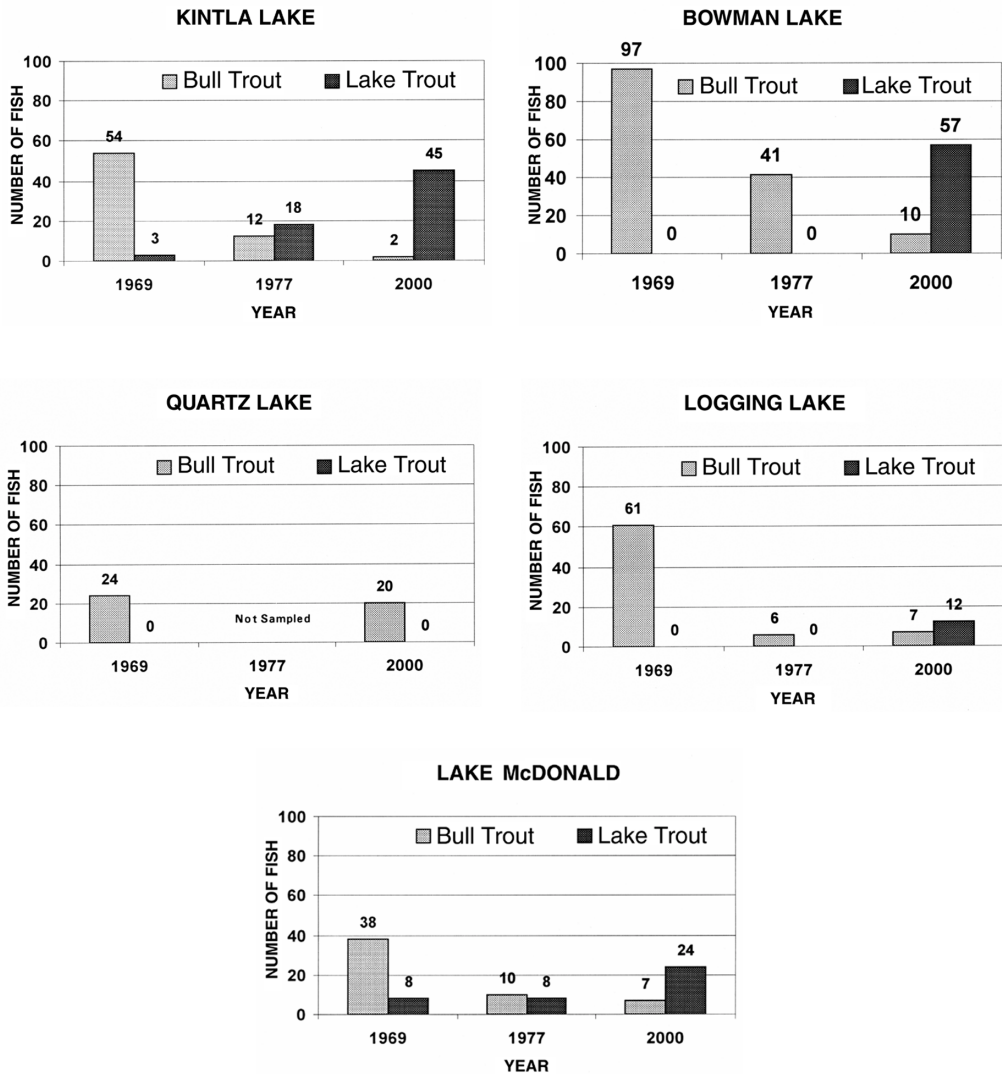 KINTLA LAKE
NUMBER OF FISH
100
80
60
40
20
0
Bull Trout Lake Trout
54
3
12
18
2
45
1969 1977 2000
YEAR
BOWMAN LAKE
NUMBER OF FISH
100
80
60
40
20
0
Bull Trout Lake Trout
97
0
41
0
10
57
1969 1977 2000
YEAR
QUARTZ LAKE
NUMBER OF FISH
100
80
60
40
20
0
Bull Trout Lake Trout
24
0
Not Sampled
20
0
1969 1977 2000
YEAR
LOGGING LAKE
NUMBER OF FISH
100
80
60
40
20
0
Bull Trout Lake Trout
61
0
6
0
7
12
1969 1977 2000
YEAR
LAKE McDONALD
NUMBER OF FISH
100
80
60
40
20
0
Bull Trout Lake Trout
38
8
10
8
7
24
1969 1977 2000
YEAR